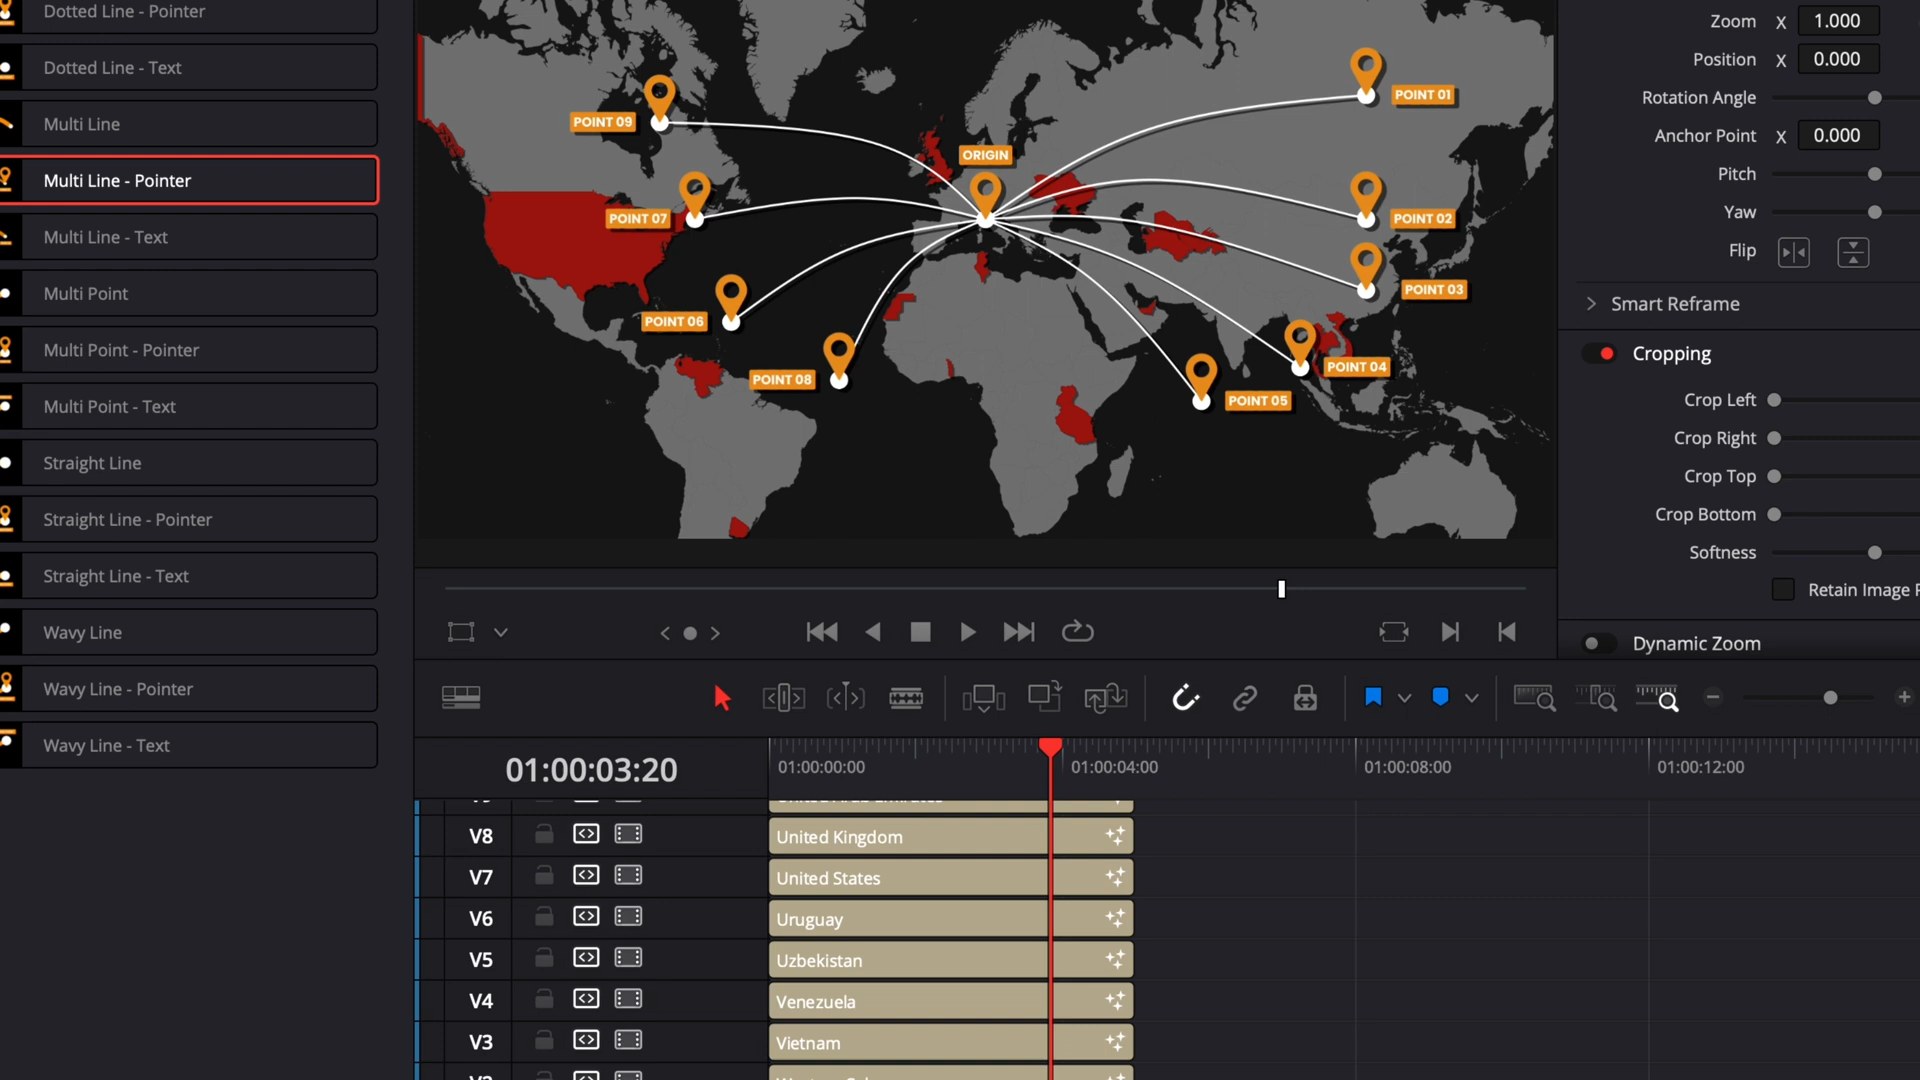 Dotted Line - Pointer
Dotted Line - Text
Multi Line
Multi Line - Pointer
Multi Line - Text
Multi Point
Multi Point - Pointer
Multi Point - Text
Straight Line
Straight Line - Pointer
Straight Line - Text
Wavy Line
Wavy Line - Pointer
Wavy Line - Text
POINT 01
POINT 09
ORIGIN
POINT 07
POINT 02
POINT 03
POINT 06
POINT 04
POINT 08
POINT 05
Zoom X 1.000
Position X 0.000
Rotation Angle
Anchor Point X 0.000
Pitch
Yaw
Flip
Smart Reframe
Cropping
Crop Left
Crop Right
Crop Top
Crop Bottom
Softness
Retain Image
Dynamic Zoom
01:00:03:20
01:00:00:00
01:00:04:00
01:00:08:00
01:00:12:00
V8 United Kingdom
V7 United States
V6 Uruguay
V5 Uzbekistan
V4 Venezuela
V3 Vietnam